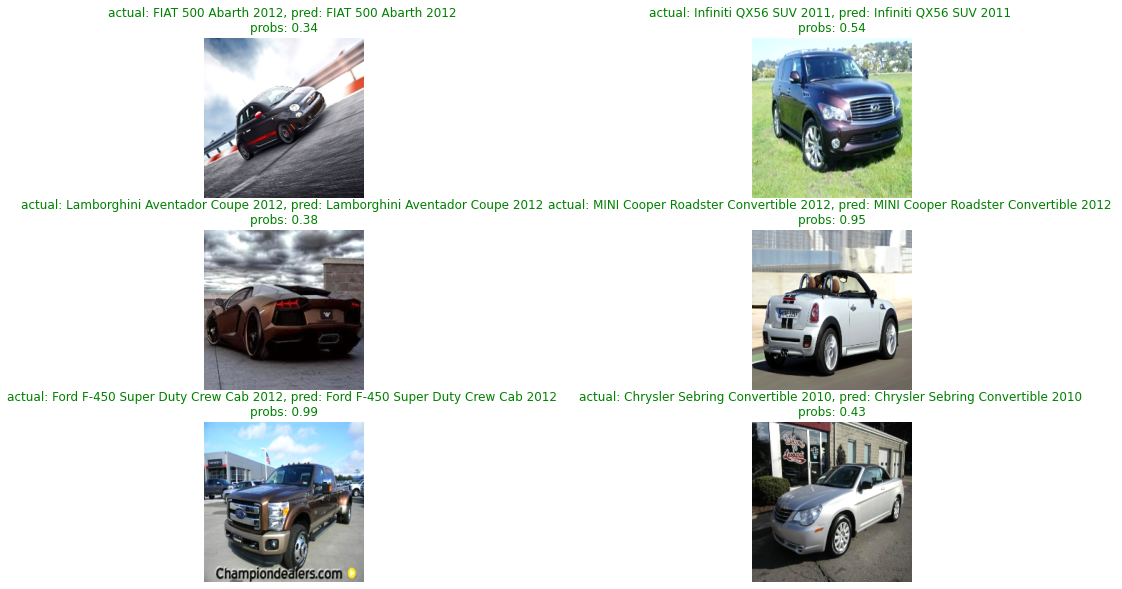 actual: FIAT 500 Abarth 2012, pred: FIAT 500 Abarth 2012
probs: 0.34
actual: Infiniti QX56 SUV 2011, pred: Infiniti QX56 SUV 2011
probs: 0.54
actual: Lamborghini Aventador Coupe 2012, pred: Lamborghini Aventador Coupe 2012
probs: 0.38
actual: MINI Cooper Roadster Convertible 2012, pred: MINI Cooper Roadster Convertible 2012
probs: 0.95
actual: Ford F-450 Super Duty Crew Cab 2012, pred: Ford F-450 Super Duty Crew Cab 2012
probs: 0.99
Championdealers.com
actual: Chrysler Sebring Convertible 2010, pred: Chrysler Sebring Convertible 2010
probs: 0.43